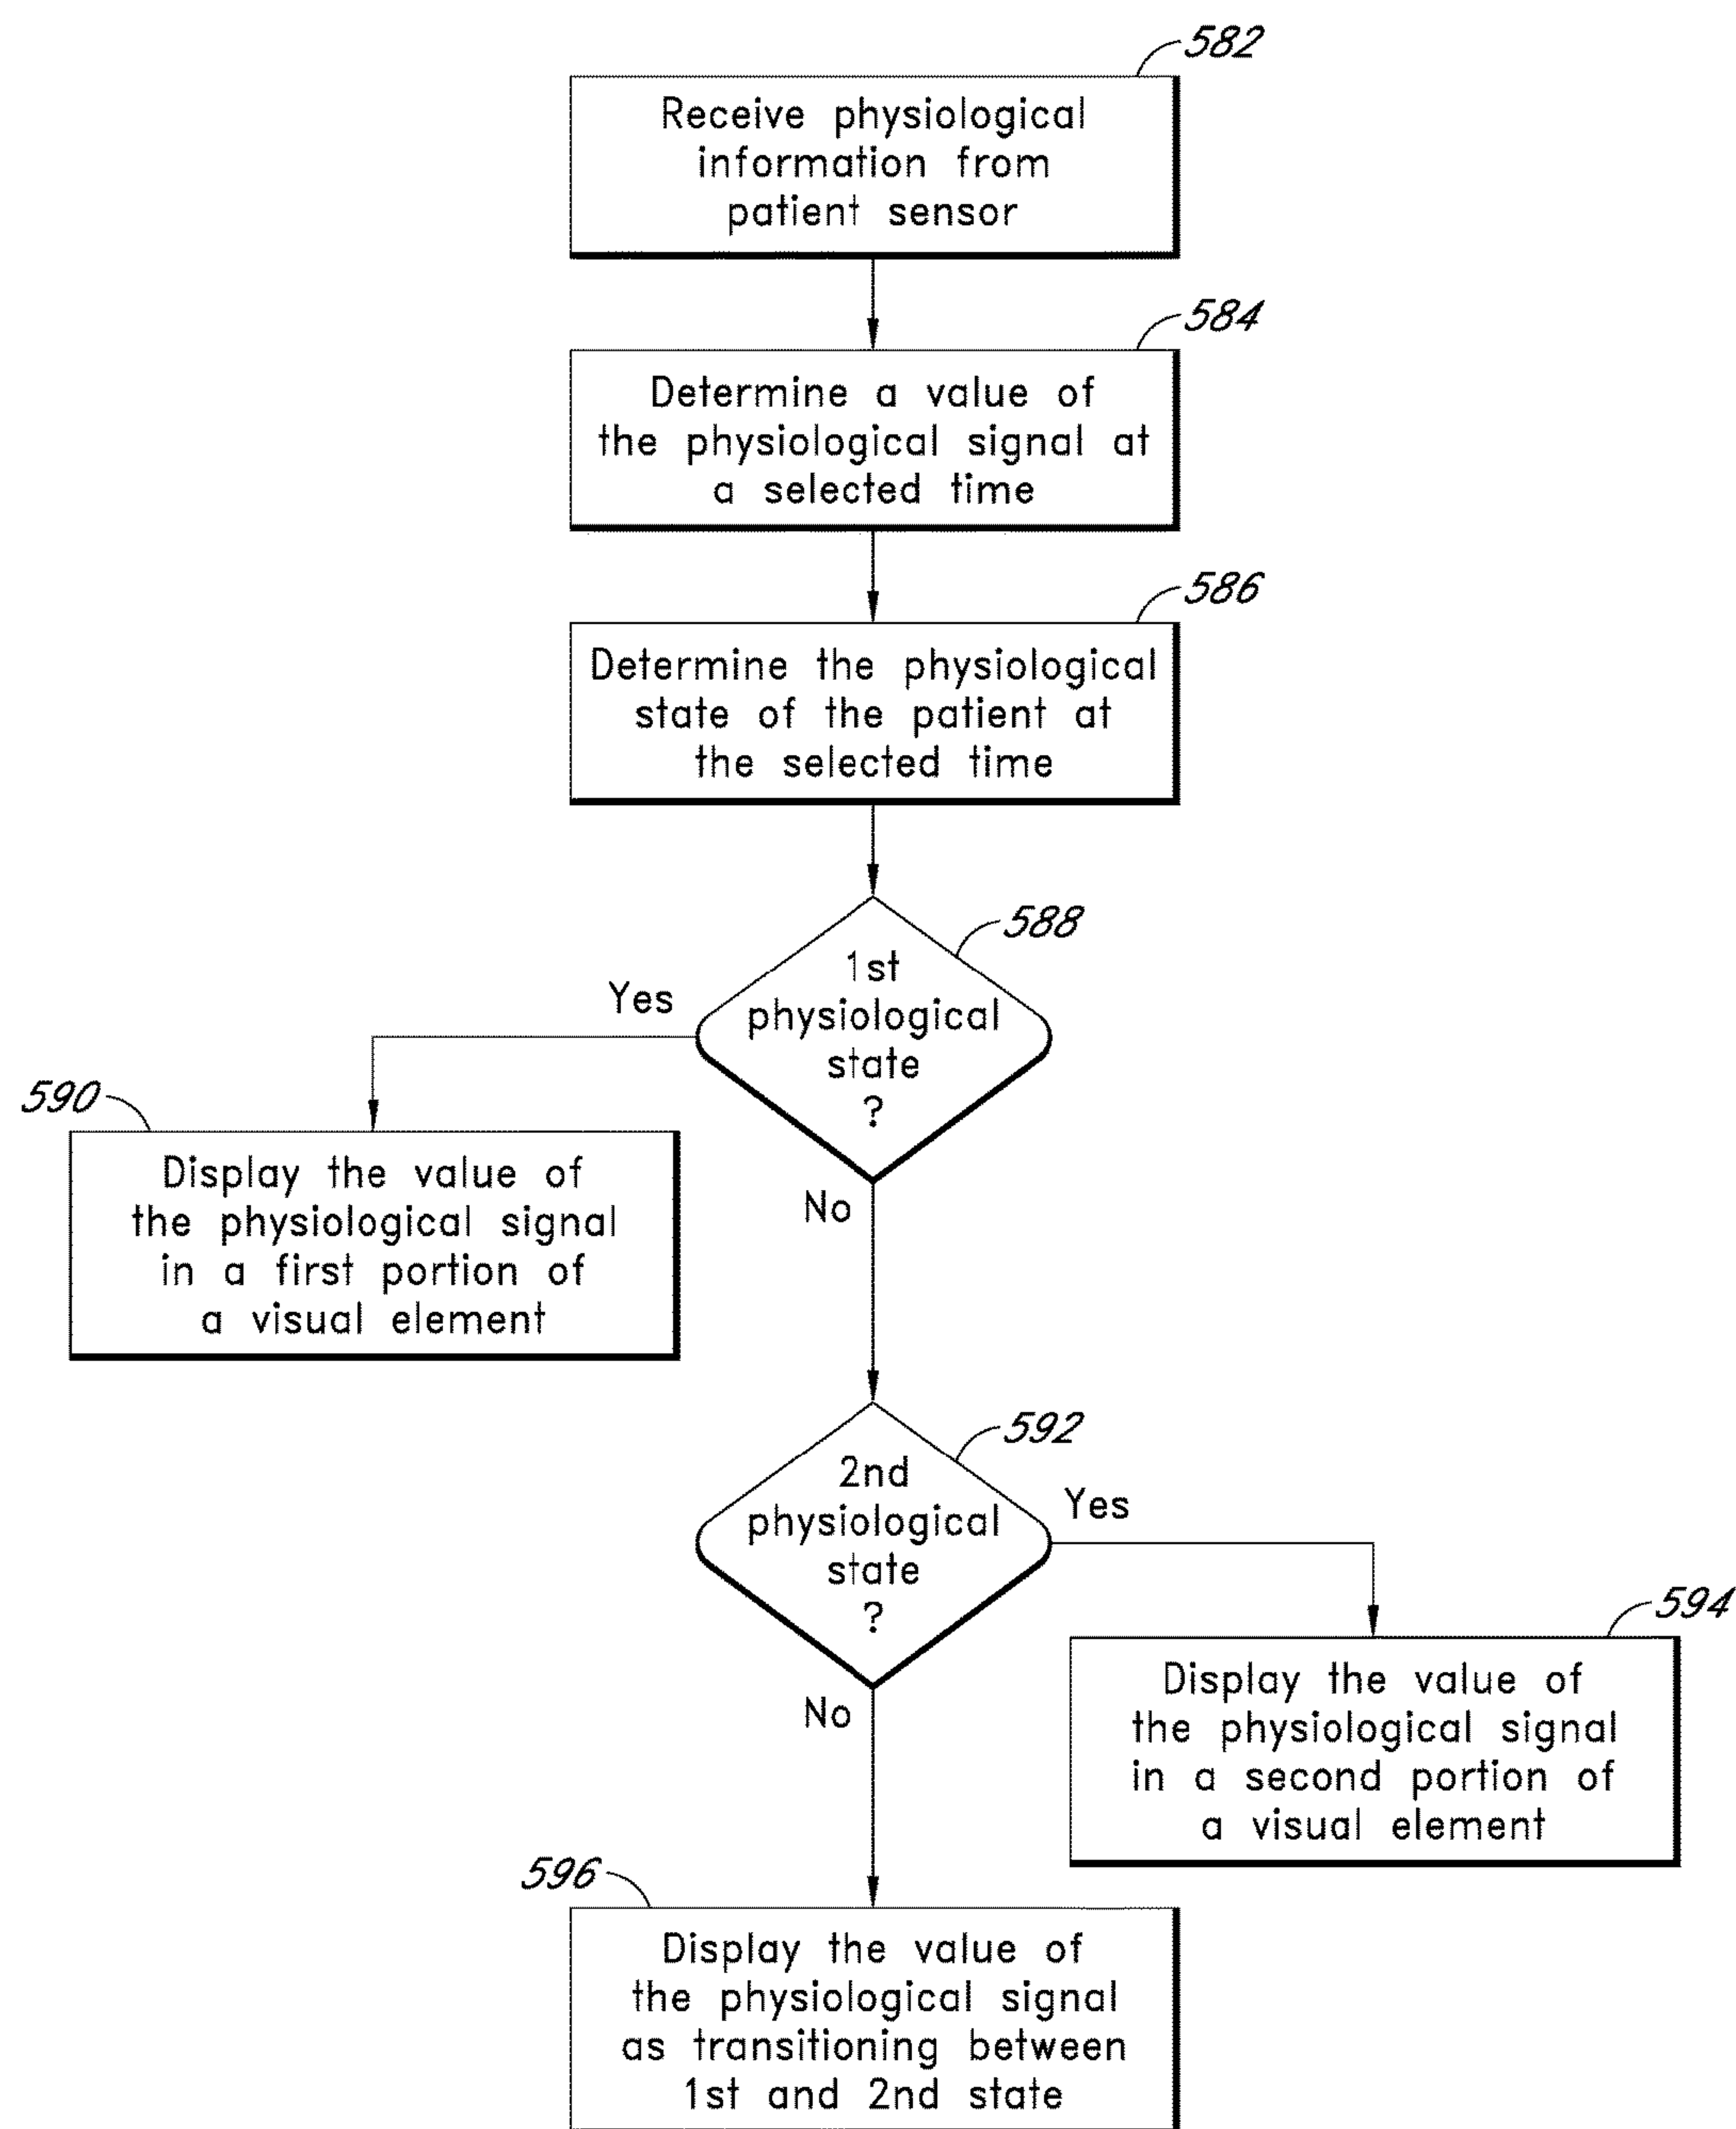 582
Receive physiological
information from
patient sensor
584
Determine a value of
the physiological signal at
a selected time
586
Determine the physiological
state of the patient at
the selected time
588
1st
physiological
state
?
Yes
590
Display the value of
the physiological signal
in a first portion of
a visual element
No
592
2nd
physiological
state
?
Yes
594
Display the value of
the physiological signal
in a second portion of
a visual element
No
596
Display the value of
the physiological signal
as transitioning between
1st and 2nd state